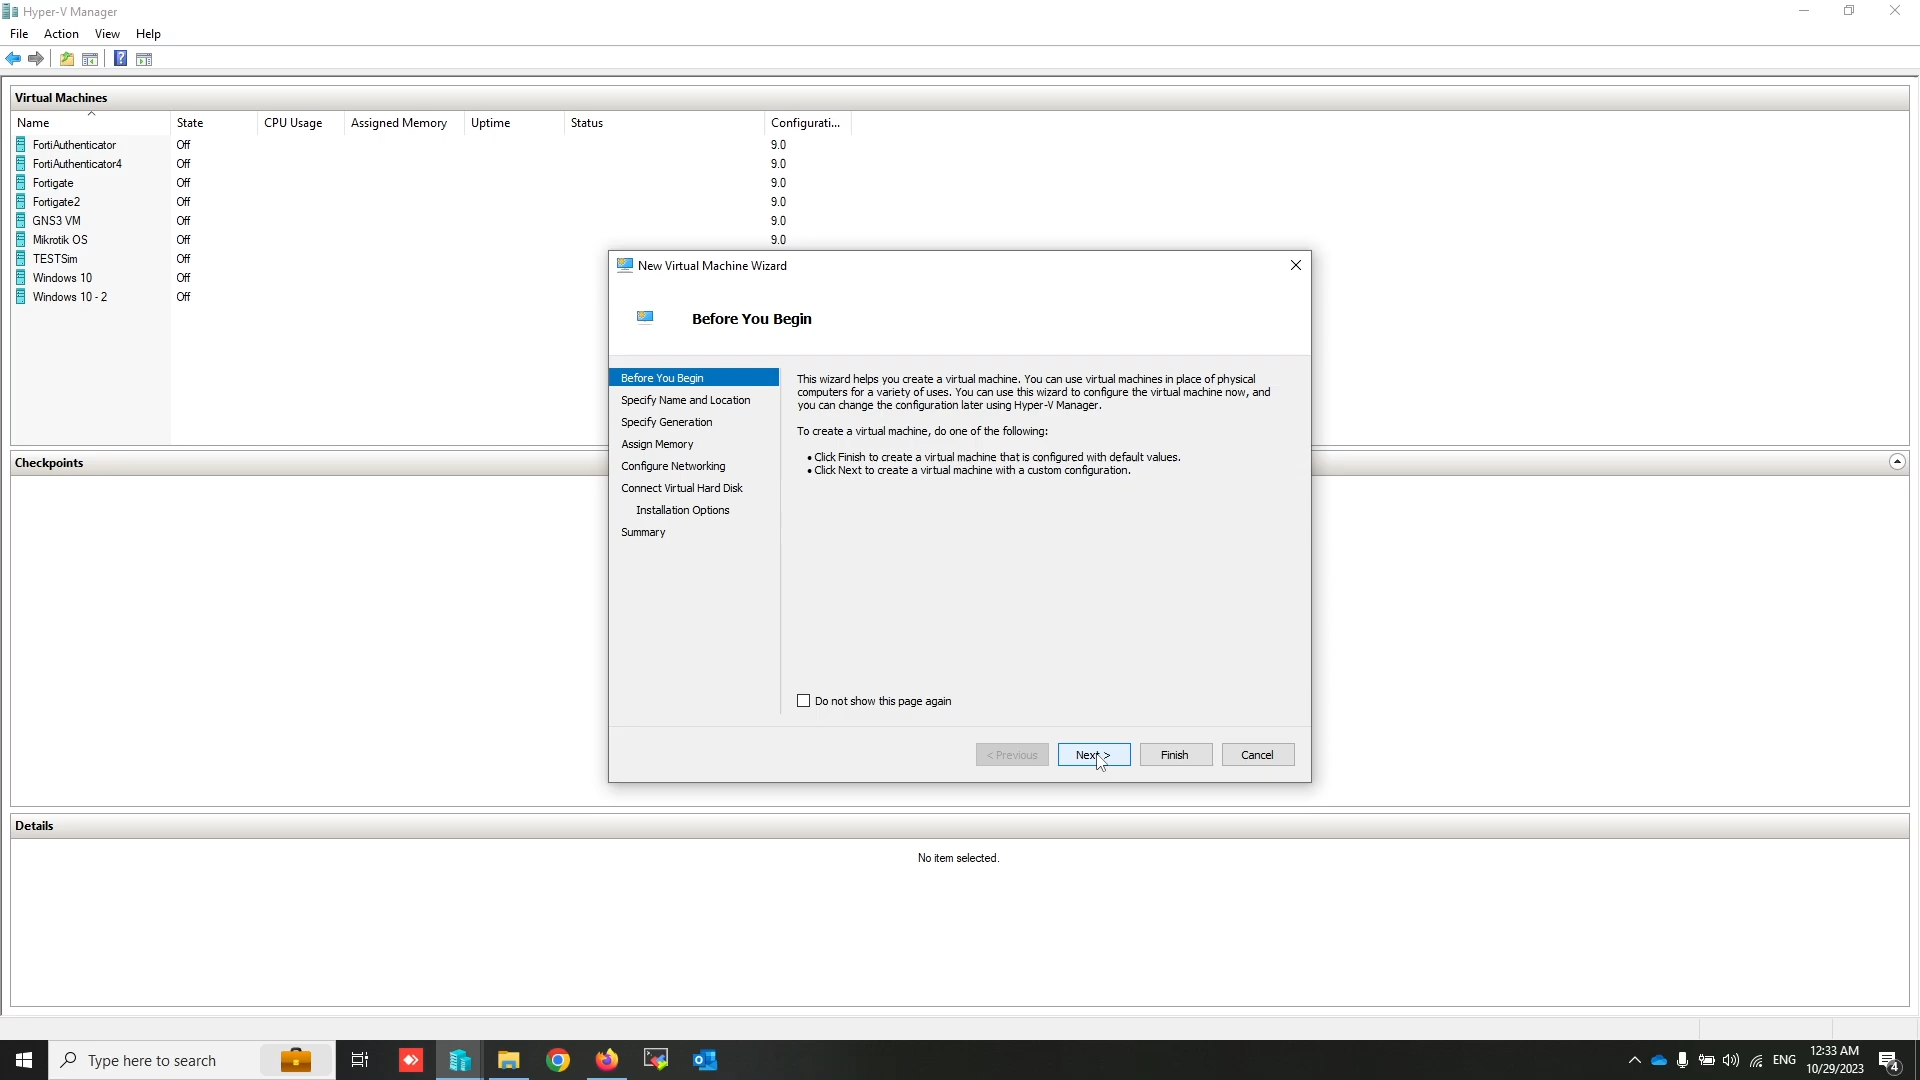 Hyper-V Manager
File Action View Help
Virtual Machines
Name State CPU Usage Assigned Memory Uptime Status Configurati...
FortiAuthenticator Off 9.0
FortiAuthenticator4 Off 9.0
Fortigate Off 9.0
Fortigate2 Off 9.0
GNS3 VM Off 9.0
Mikrotik OS Off 9.0
TESTSim Off
Windows 10 Off
Windows 10 - 2 Off
New Virtual Machine Wizard
Before You Begin
Before You Begin
Specify Name and Location
Specify Generation
Assign Memory
Configure Networking
Connect Virtual Hard Disk
Installation Options
Summary
This wizard helps you create a virtual machine. You can use virtual machines in place of physical
computers for a variety of uses. You can use this wizard to configure the virtual machine now, and
you can change the configuration later using Hyper-V Manager.
To create a virtual machine, do one of the following:
• Click Finish to create a virtual machine that is configured with default values.
• Click Next to create a virtual machine with a custom configuration.
Do not show this page again
< Previous Next > Finish Cancel
Checkpoints
Details
No item selected.
Type here to search
ENG
12:33 AM
10/29/2023
4